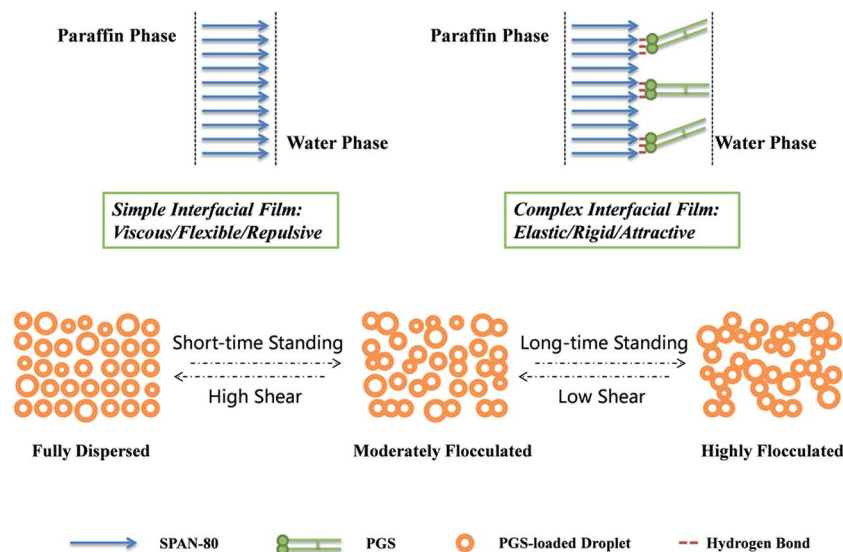 Paraffin Phase
Water Phase
Paraffin Phase
Water Phase
Simple Interfacial Film:
Viscous/Flexible/Repulsive
Complex Interfacial Film:
Elastic/Rigid/Attractive
Short-time Standing
High Shear
Long-time Standing
Low Shear
Fully Dispersed
Moderately Flocculated
Highly Flocculated
SPAN-80
PGS
PGS-loaded Droplet
Hydrogen Bond